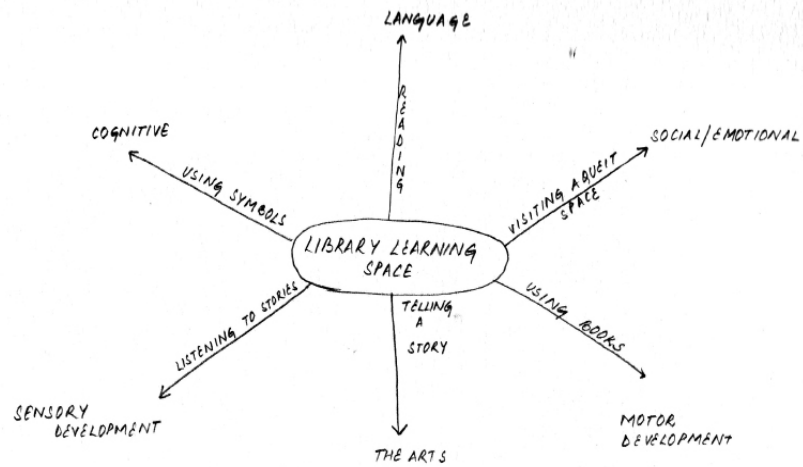 LANGUAGE
READING
COGNITIVE
SOCIAL/EMOTIONAL
USING SYMBOLS
VISITING A QUEIT
SPACE
LIBRARY LEARNING
SPACE
LISTENING TO STORIES
TELLING
A
STORY
USING BOOKS
SENSORY
DEVELOPMENT
MOTOR
DEVELOPMENT
THE ARTS